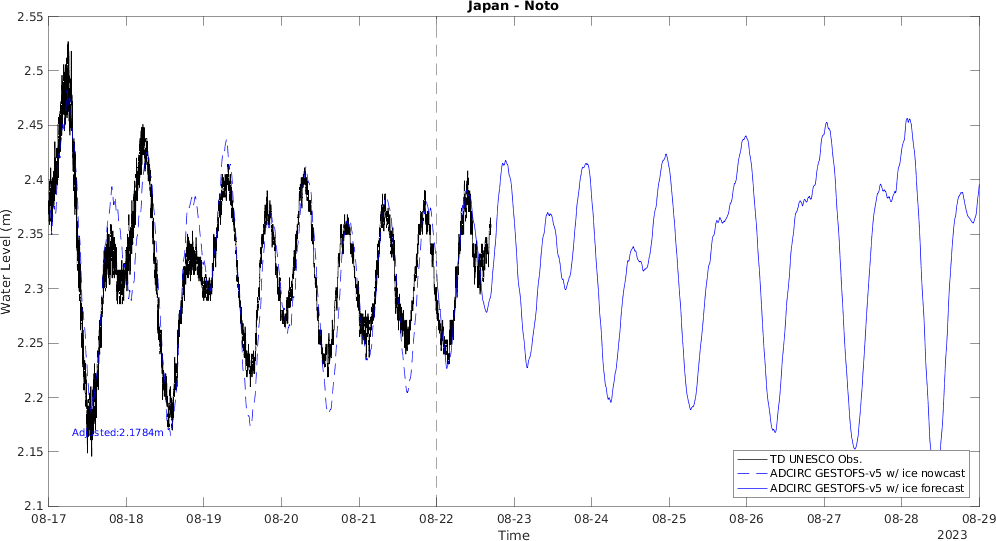 Japan - Noto
Water Level (m)
2.55
2.5
2.45
2.4
2.35
2.3
2.25
2.2
2.15
2.1
Adjusted:2.1784m
TD UNESCO Obs.
ADCIRC GESTOFS-v5 w/ ice nowcast
ADCIRC GESTOFS-v5 w/ ice forecast
08-17 08-18 08-19 08-20 08-21 08-22 08-23 08-24 08-25 08-26 08-27 08-28 08-29
Time
2023